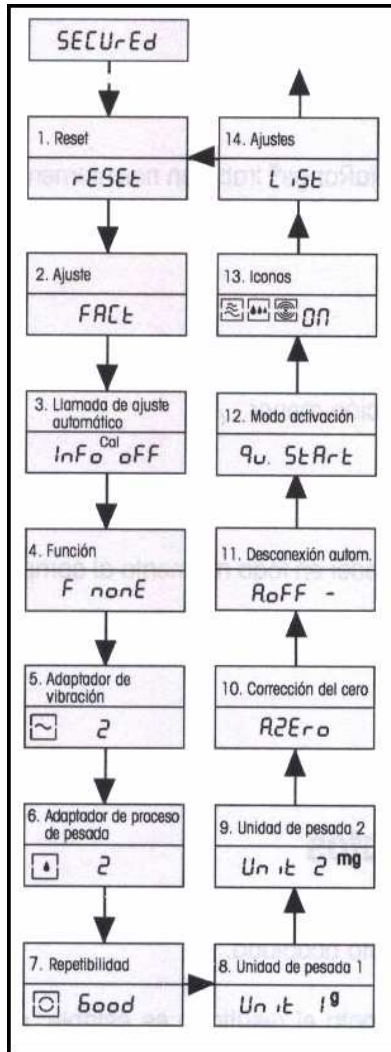 SECUrEd
1. Reset
rESEt
2. Ajuste
FACt
3. Llamada de ajuste
automático
InFo Cal oFF
4. Función
F nonE
5. Adaptador de
vibración
2
6. Adaptador de proceso
de pesada
2
7. Repetibilidad
Good
8. Unidad de pesada 1
Unit 1 g
9. Unidad de pesada 2
Unit 2 mg
10. Corrección del cero
A.ZEro
11. Desconexión autom.
A.oFF -
12. Modo activación
qu. StArt
13. Iconos
On
14. Ajustes
LiSt